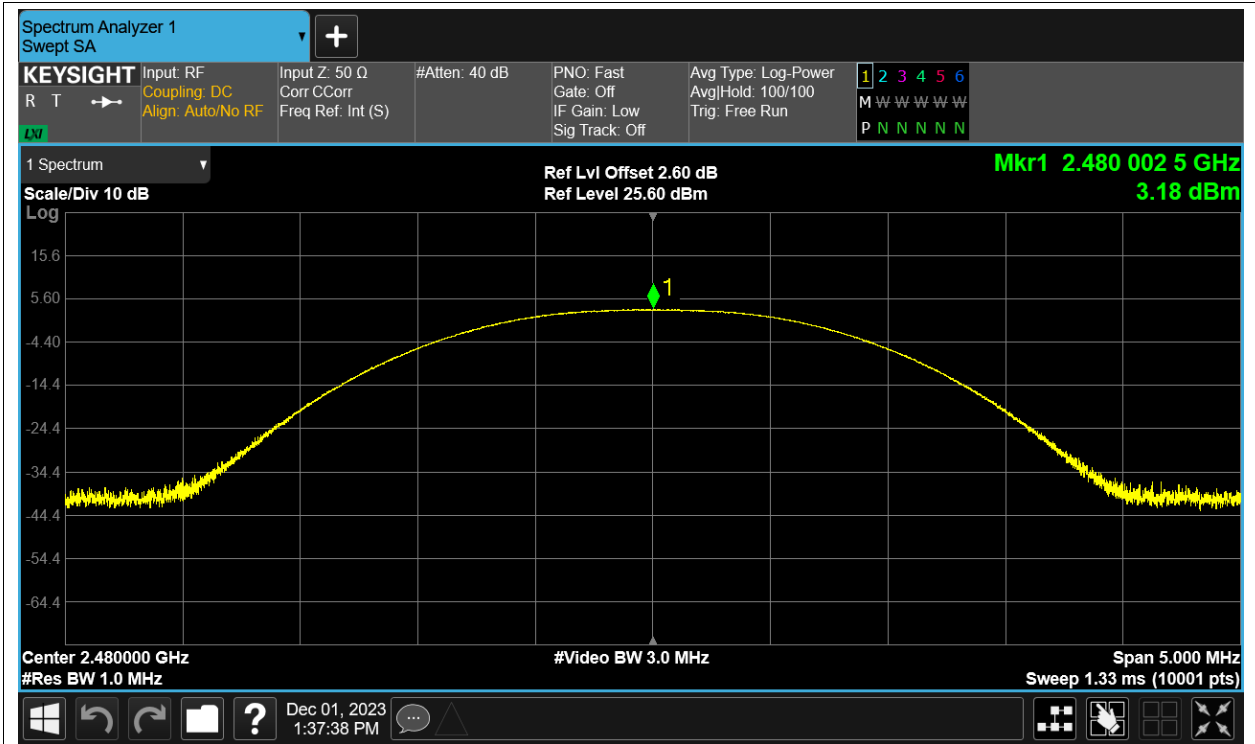 Spectrum Analyzer 1
Swept SA
KEYSIGHT
R T
LXI
Input: RF
Coupling: DC
Align: Auto/No RF
Input Z: 50 Ω
Corr CCorr
Freq Ref: Int (S)
#Atten: 40 dB
PNO: Fast
Gate: Off
IF Gain: Low
Sig Track: Off
Avg Type: Log-Power
Avg|Hold: 100/100
Trig: Free Run
1 2 3 4 5 6
M W W W W W
P N N N N N
1 Spectrum
Scale/Div 10 dB
Log
Ref Lvl Offset 2.60 dB
Ref Level 25.60 dBm
Mkr1 2.480 002 5 GHz
3.18 dBm
15.6
5.60
-4.40
-14.4
-24.4
-34.4
-44.4
-54.4
-64.4
1
Center 2.480000 GHz
#Res BW 1.0 MHz
#Video BW 3.0 MHz
Span 5.000 MHz
Sweep 1.33 ms (10001 pts)
?
Dec 01, 2023
1:37:38 PM